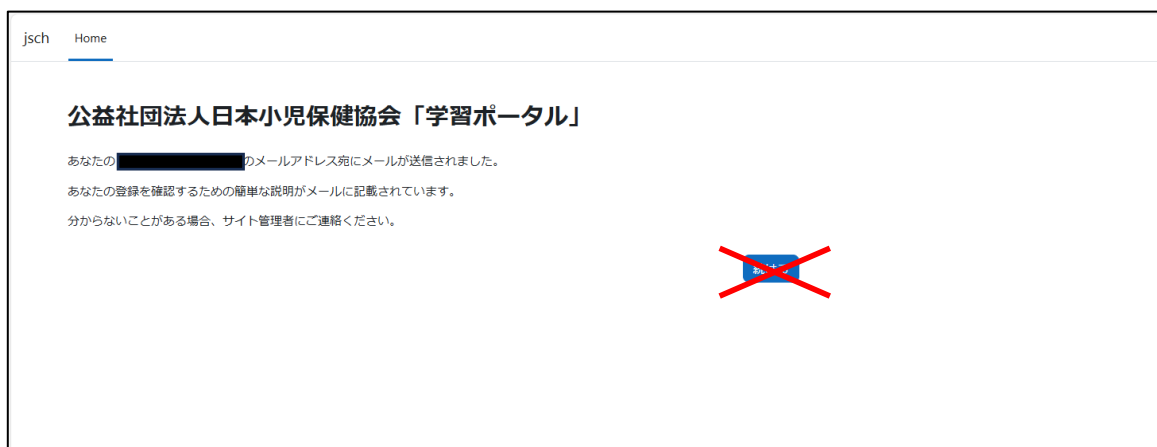 jsch Home
公益社団法人日本小児保健協会「学習ポータル」
あなたの のメールアドレス宛にメールが送信されました。
あなたの登録を確認するための簡単な説明がメールに記載されています。
分からないことがある場合、サイト管理者にご連絡ください。
続ける